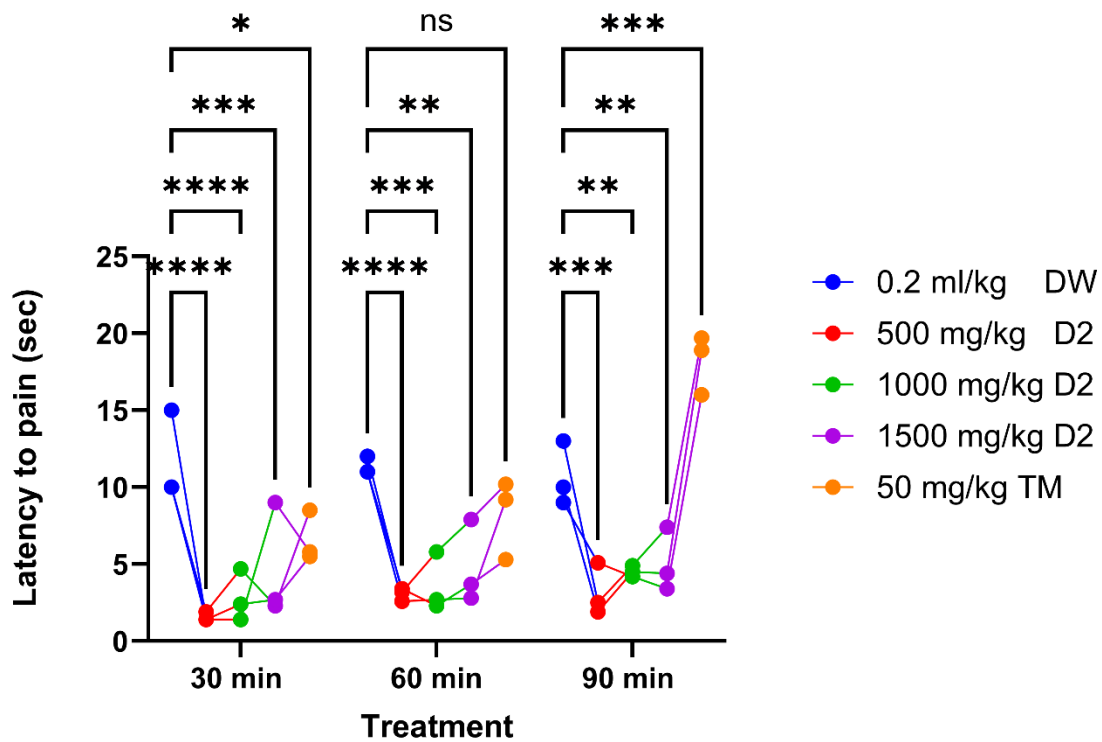 * ns ***
*** ** **
**** *** **
**** **** ***
25
20
15
10
5
0
Latency to pain (sec)
30 min 60 min 90 min
Treatment
0.2 ml/kg DW
500 mg/kg D2
1000 mg/kg D2
1500 mg/kg D2
50 mg/kg TM